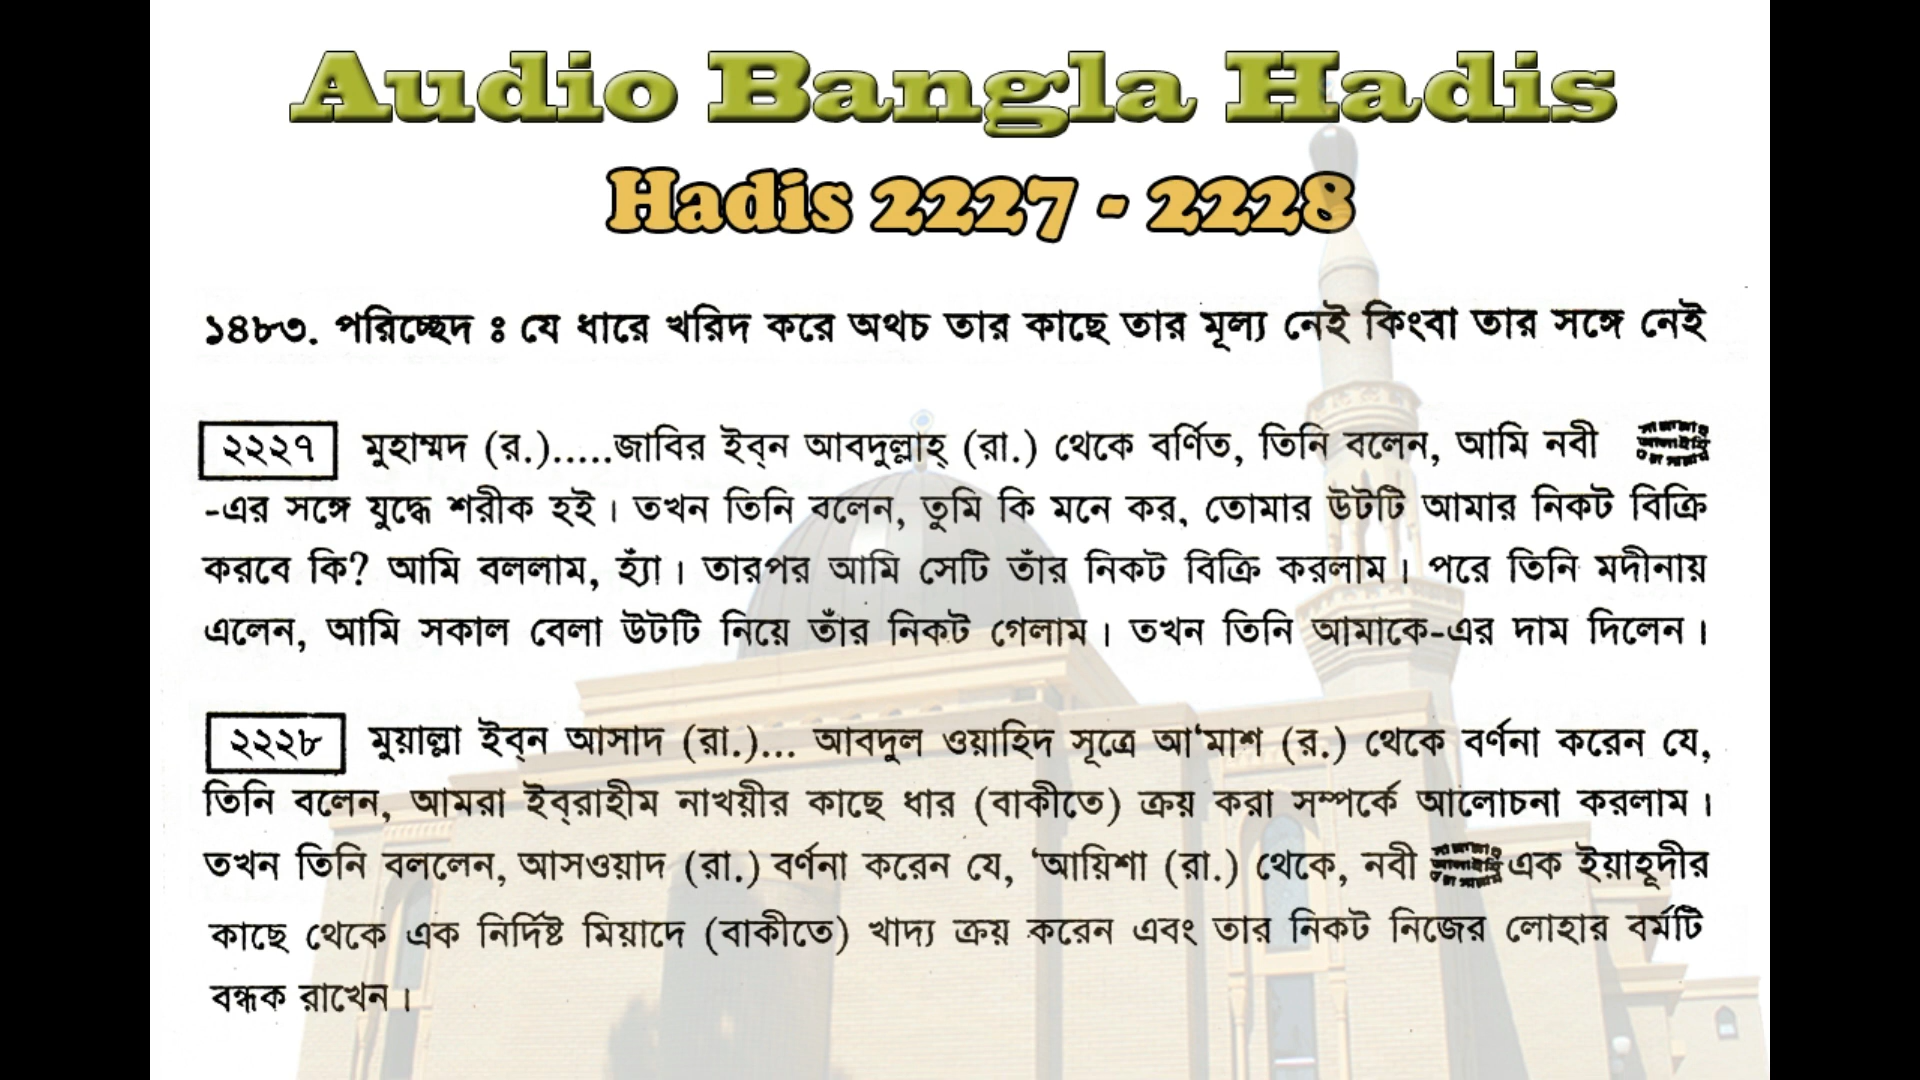 Audio Bangla Hadis
Hadis 2227 - 2228
১৪৮৩. পরিচ্ছেদ ঃ যে ধারে খরিদ করে অথচ তার কাছে তার মূল্য নেই কিংবা তার সঙ্গে নেই
২২২৭ মুহাম্মদ (র.).....জাবির ইব্‌ন আবদুল্লাহ্ (রা.) থেকে বর্ণিত, তিনি বলেন, আমি নবী
-এর সঙ্গে যুদ্ধে শরীক হই। তখন তিনি বলেন, তুমি কি মনে কর, তোমার উটটি আমার নিকট বিক্রি
করবে কি? আমি বললাম, হ্যাঁ। তারপর আমি সেটি তাঁর নিকট বিক্রি করলাম। পরে তিনি মদীনায়
এলেন, আমি সকাল বেলা উটটি নিয়ে তাঁর নিকট গেলাম। তখন তিনি আমাকে-এর দাম দিলেন।
২২২৮ মুয়াল্লা ইব্‌ন আসাদ (রা.)... আবদুল ওয়াহিদ সূত্রে আ‘মাশ (র.) থেকে বর্ণনা করেন যে,
তিনি বলেন, আমরা ইব্‌রাহীম নাখয়ীর কাছে ধার (বাকীতে) ক্রয় করা সম্পর্কে আলোচনা করলাম।
তখন তিনি বললেন, আসওয়াদ (রা.) বর্ণনা করেন যে, ‘আয়িশা (রা.) থেকে, নবী এক ইয়াহূদীর
কাছে থেকে এক নির্দিষ্ট মিয়াদে (বাকীতে) খাদ্য ক্রয় করেন এবং তার নিকট নিজের লোহার বর্মটি
বন্ধক রাখেন।